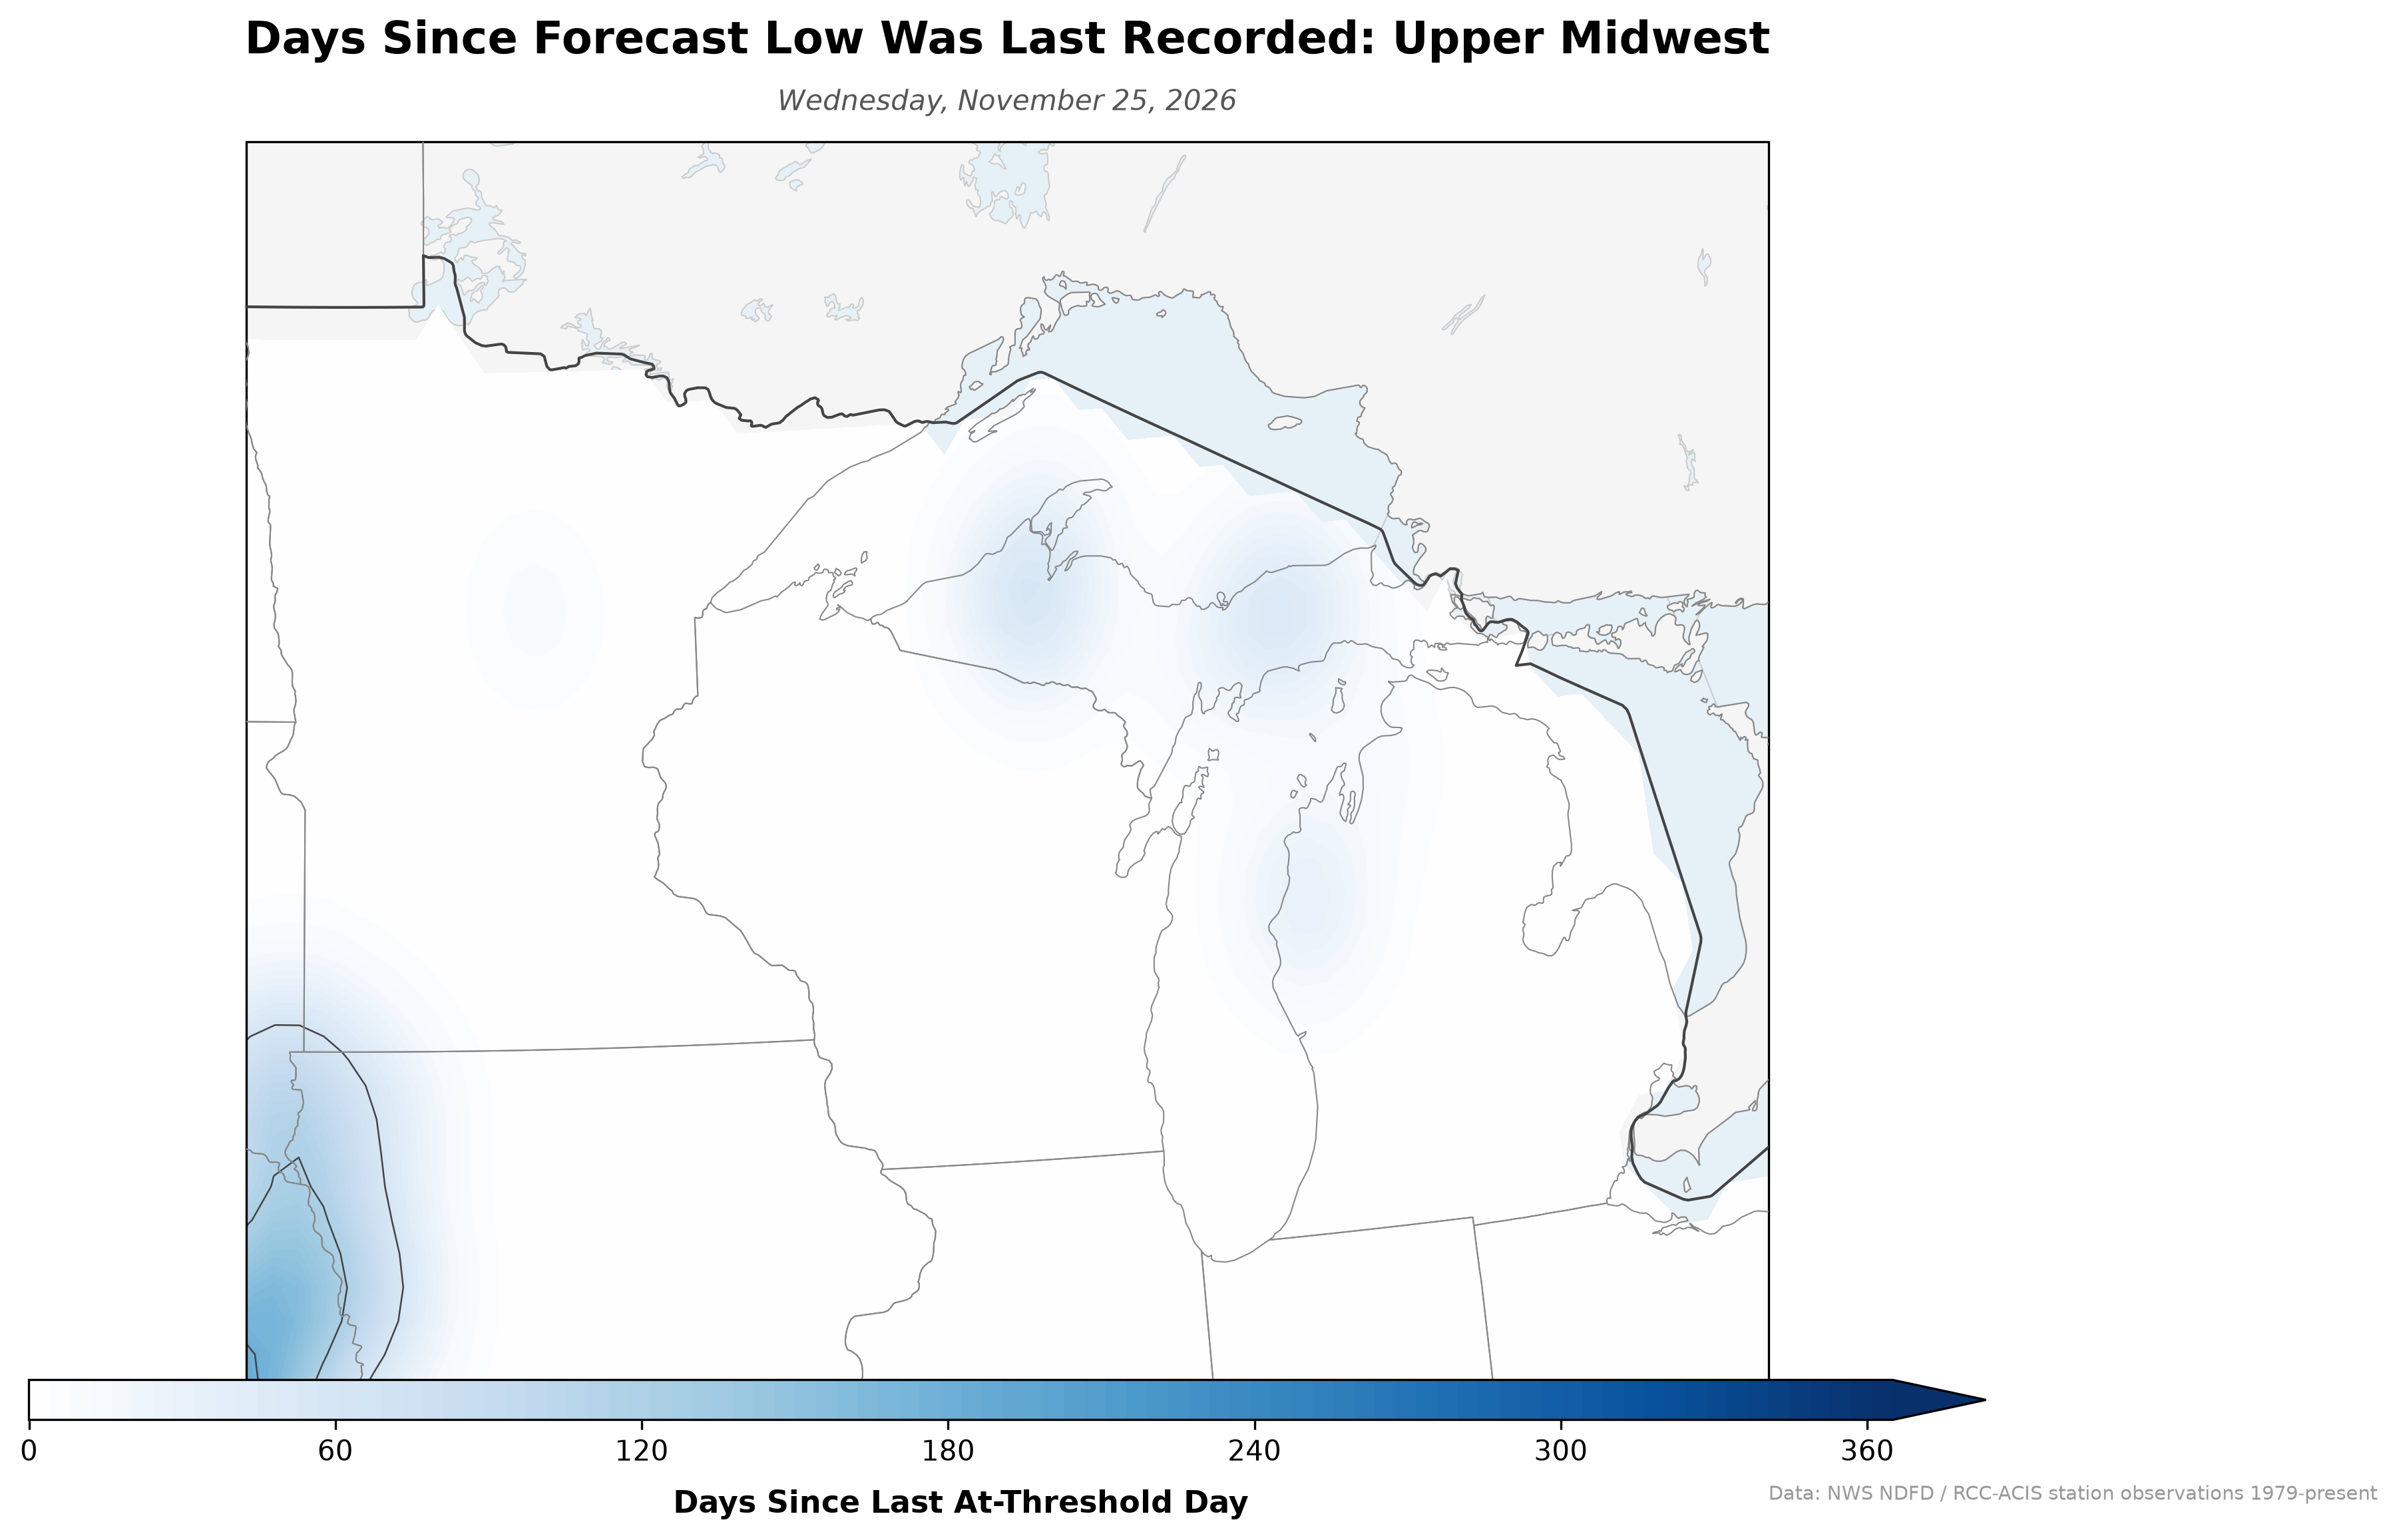 Days Since Forecast Low Was Last Recorded: Upper Midwest
Wednesday, November 25, 2026
0 60 120 180 240 300 360
Days Since Last At-Threshold Day
Data: NWS NDFD / RCC-ACIS station observations 1979-present